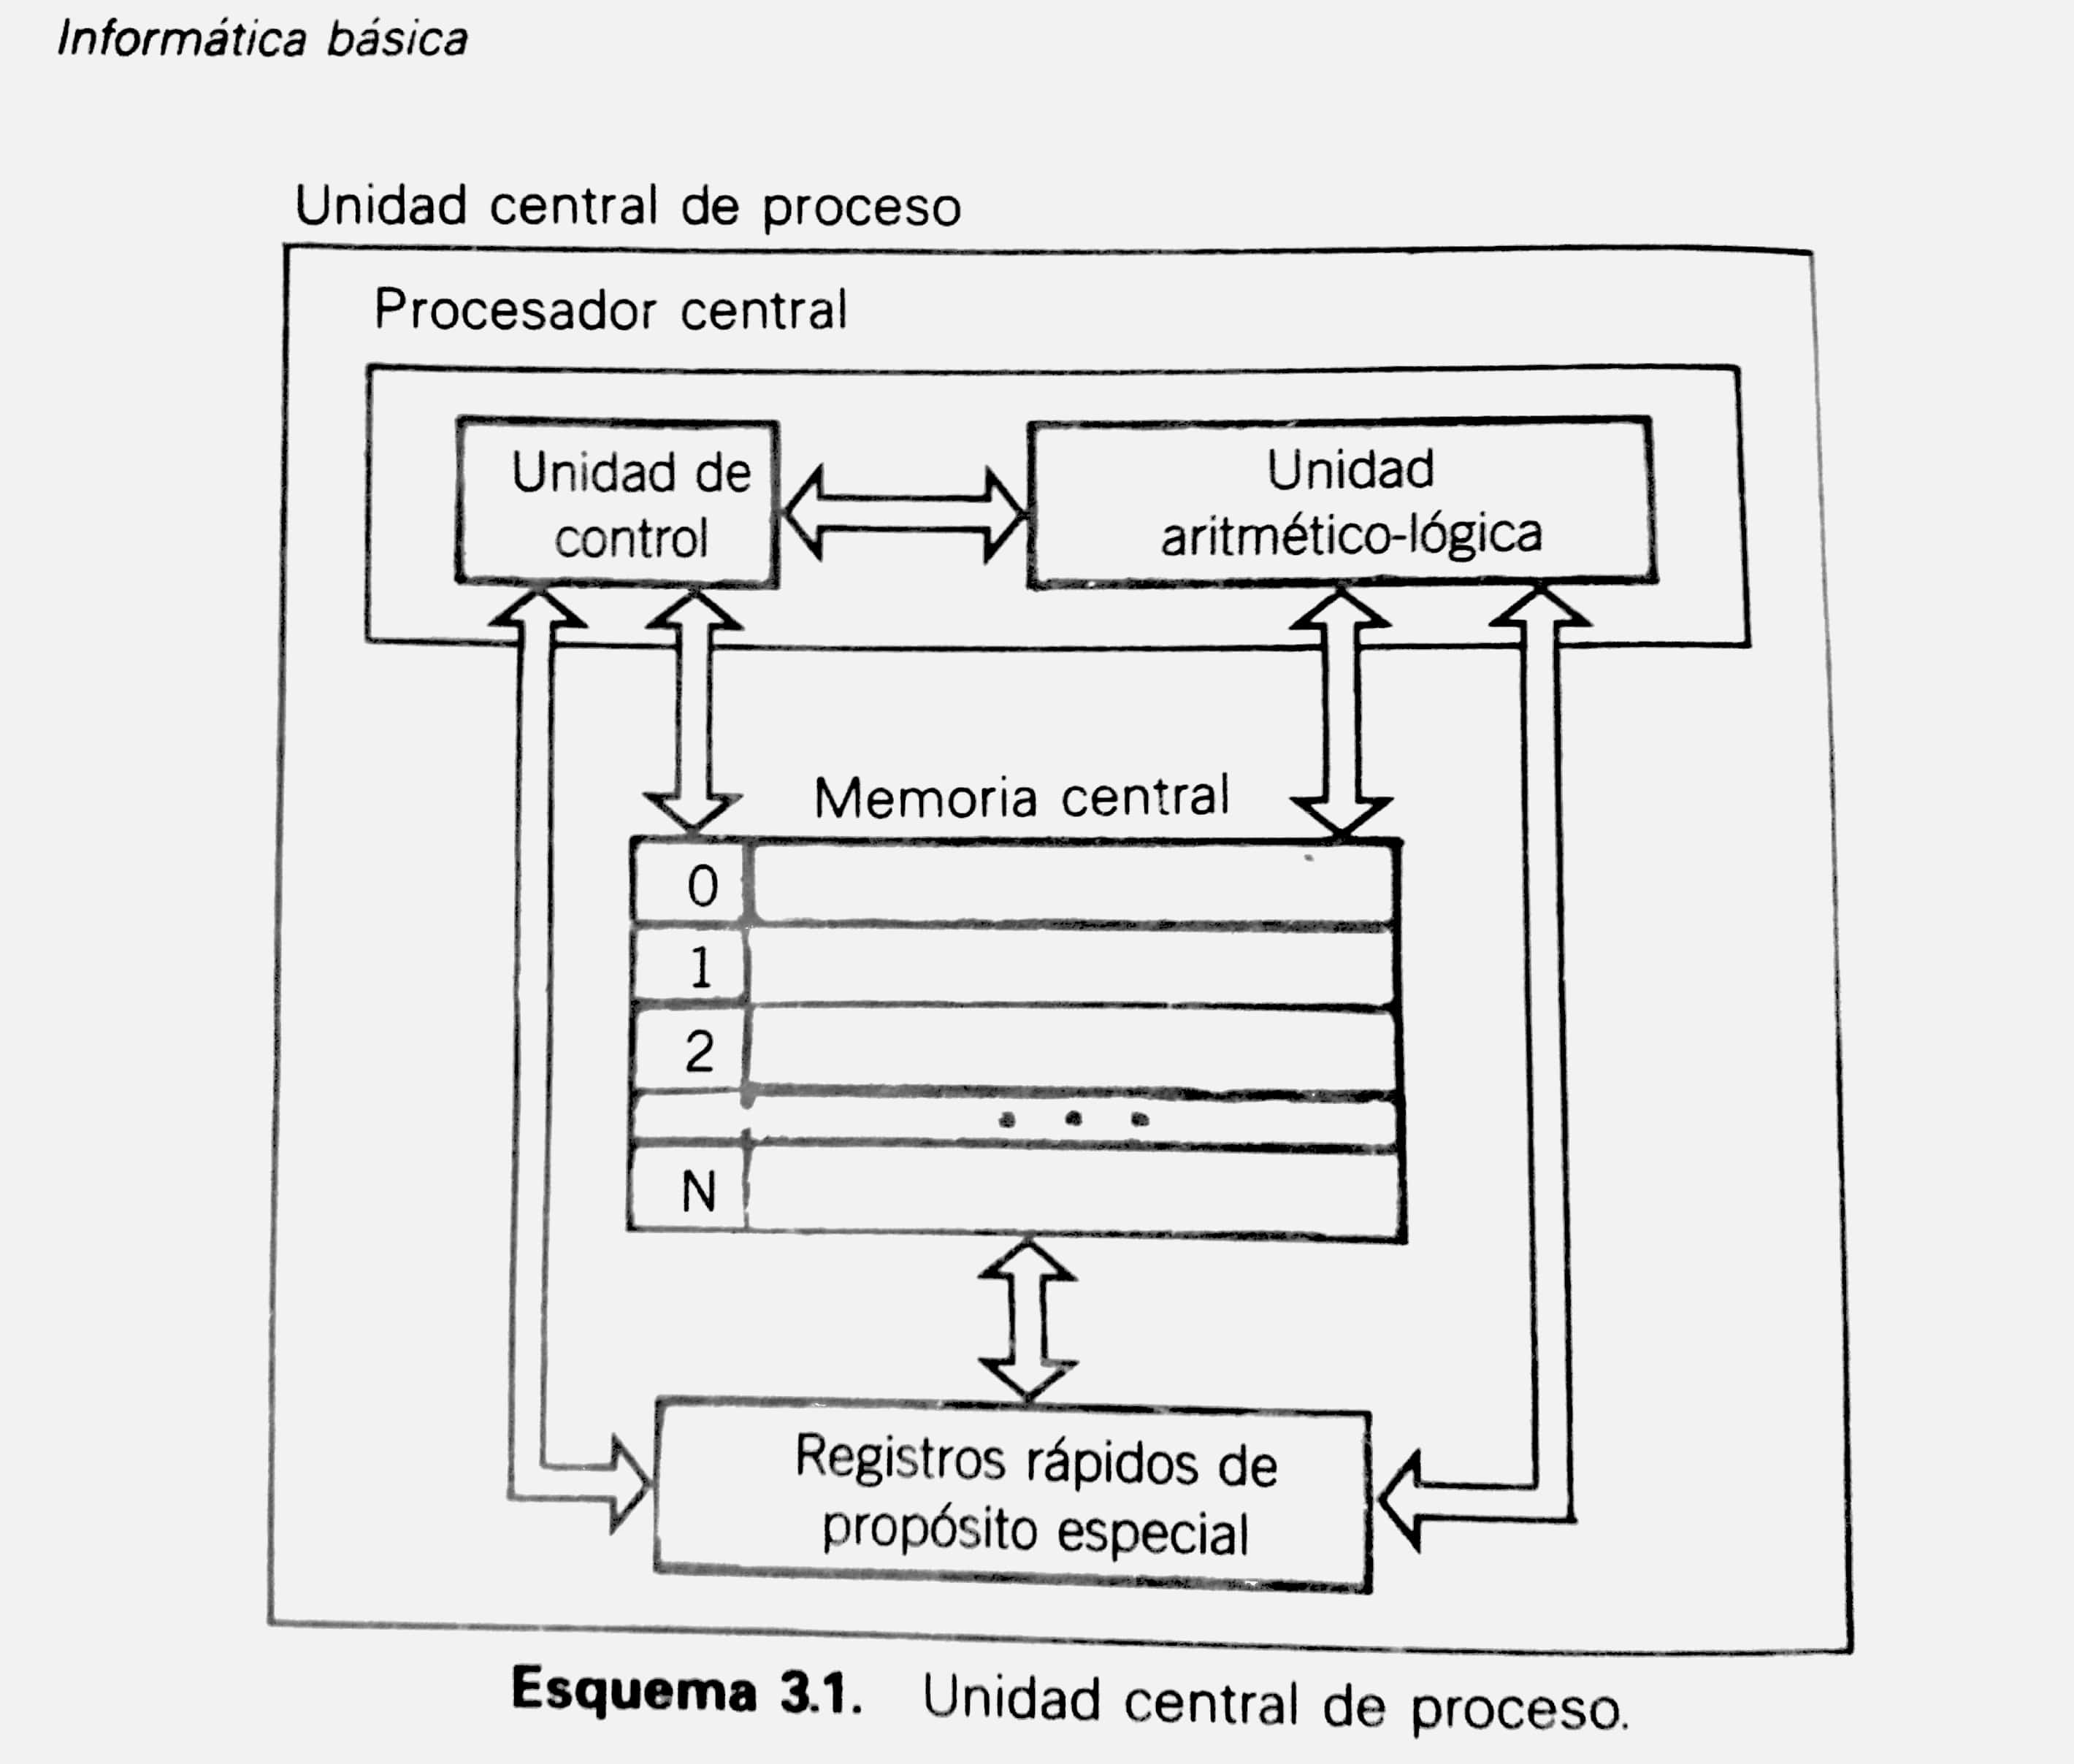 Informática básica
Unidad central de proceso
Procesador central
Unidad de
control
Unidad
aritmético-lógica
Memoria central
0
1
2
. . .
N
Registros rápidos de
propósito especial
Esquema 3.1. Unidad central de proceso.